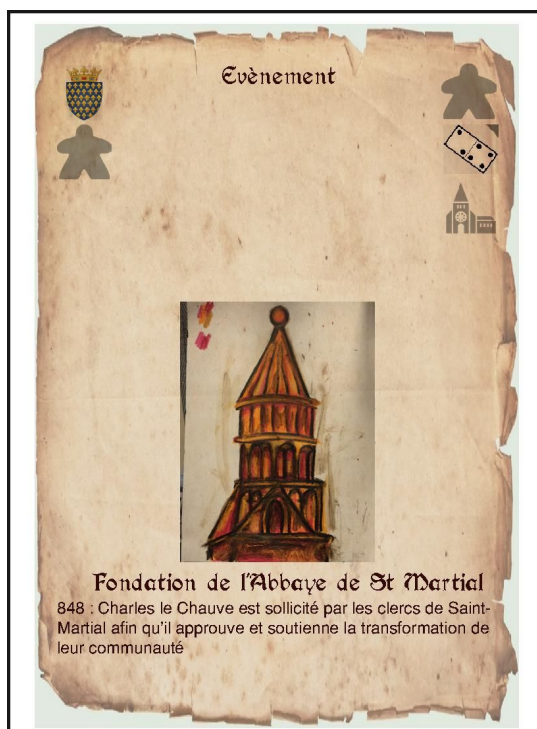 Evènement
Fondation de l'Abbaye de St Martial
848 : Charles le Chauve est sollicité par les clercs de Saint-
Martial afin qu'il approuve et soutienne la transformation de
leur communauté